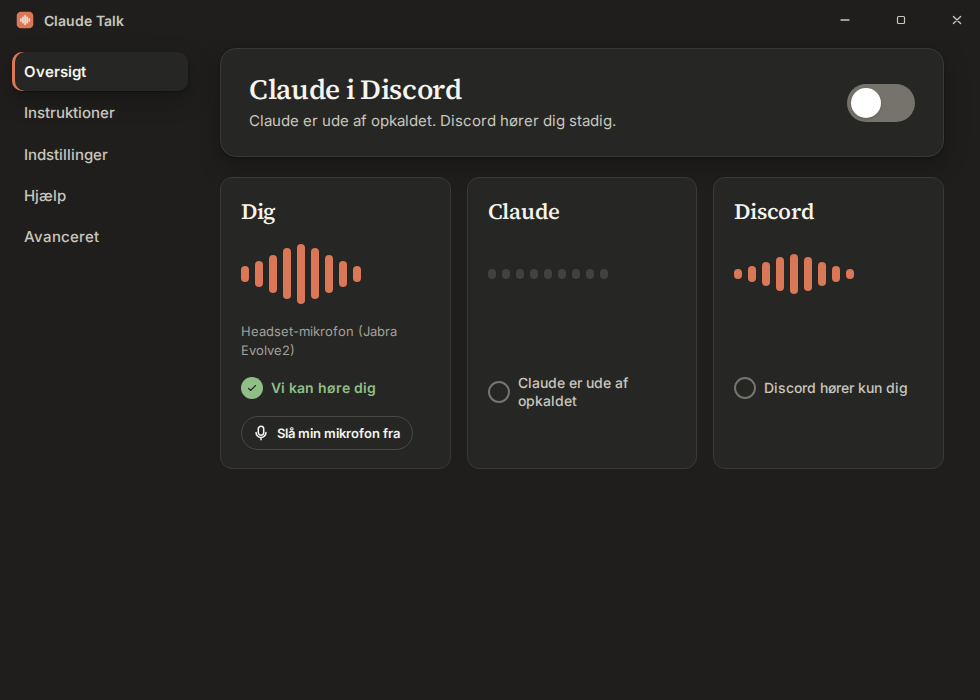 Claude Talk
Oversigt
Instruktioner
Indstillinger
Hjælp
Avanceret
Claude i Discord
Claude er ude af opkaldet. Discord hører dig stadig.
Dig
Headset-mikrofon (Jabra
Evolve2)
Vi kan høre dig
Slå min mikrofon fra
Claude
Claude er ude af
opkaldet
Discord
Discord hører kun dig